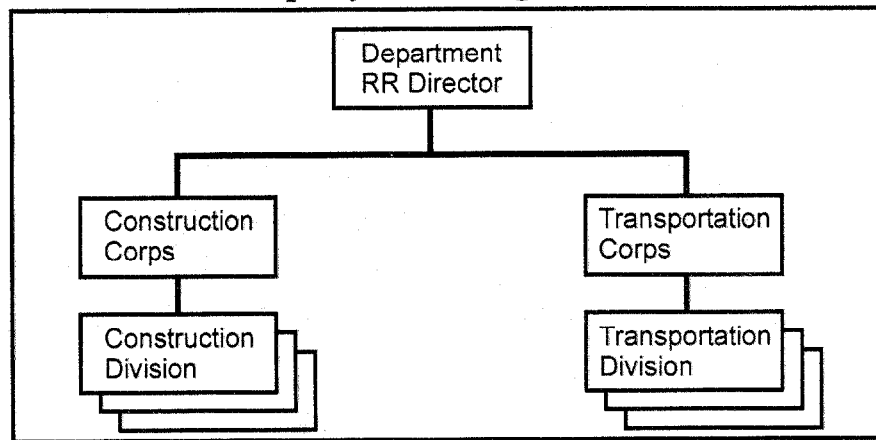 Department
RR Director
Construction
Corps
Transportation
Corps
Construction
Division
Transportation
Division